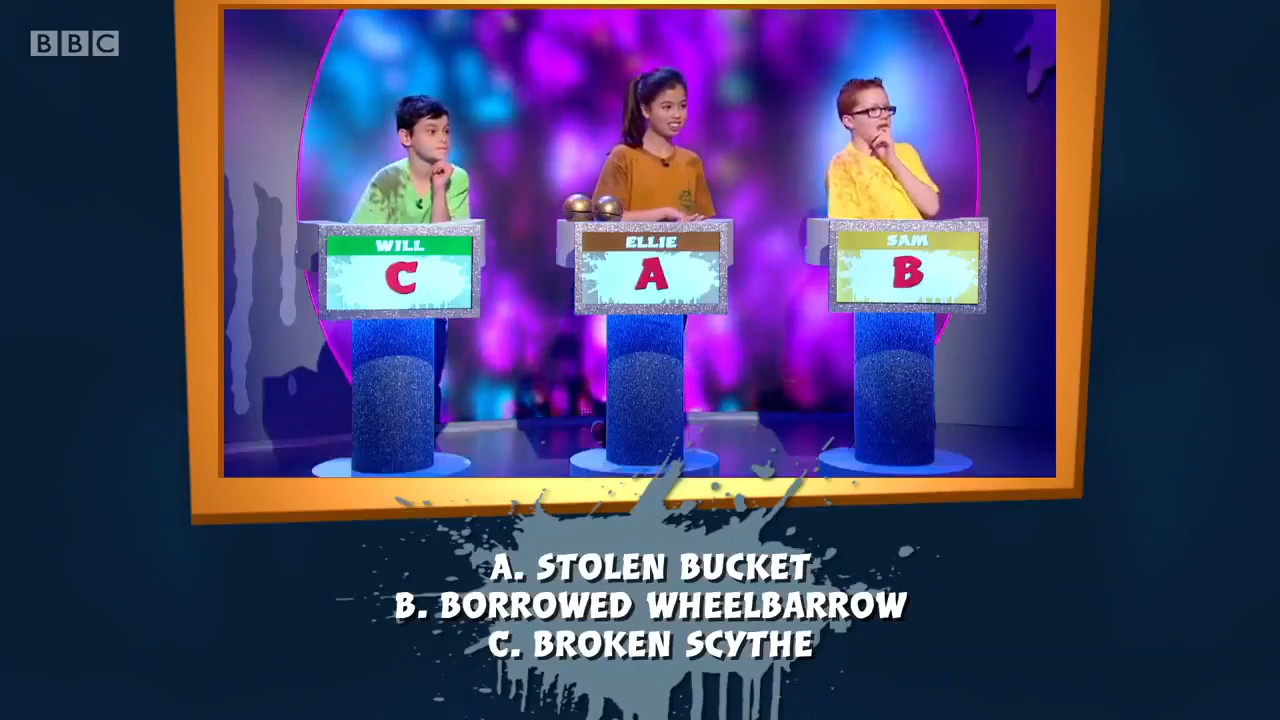 BBC
WILL
C
ELLIE
A
SAM
B
A. STOLEN BUCKET
B. BORROWED WHEELBARROW
C. BROKEN SCYTHE